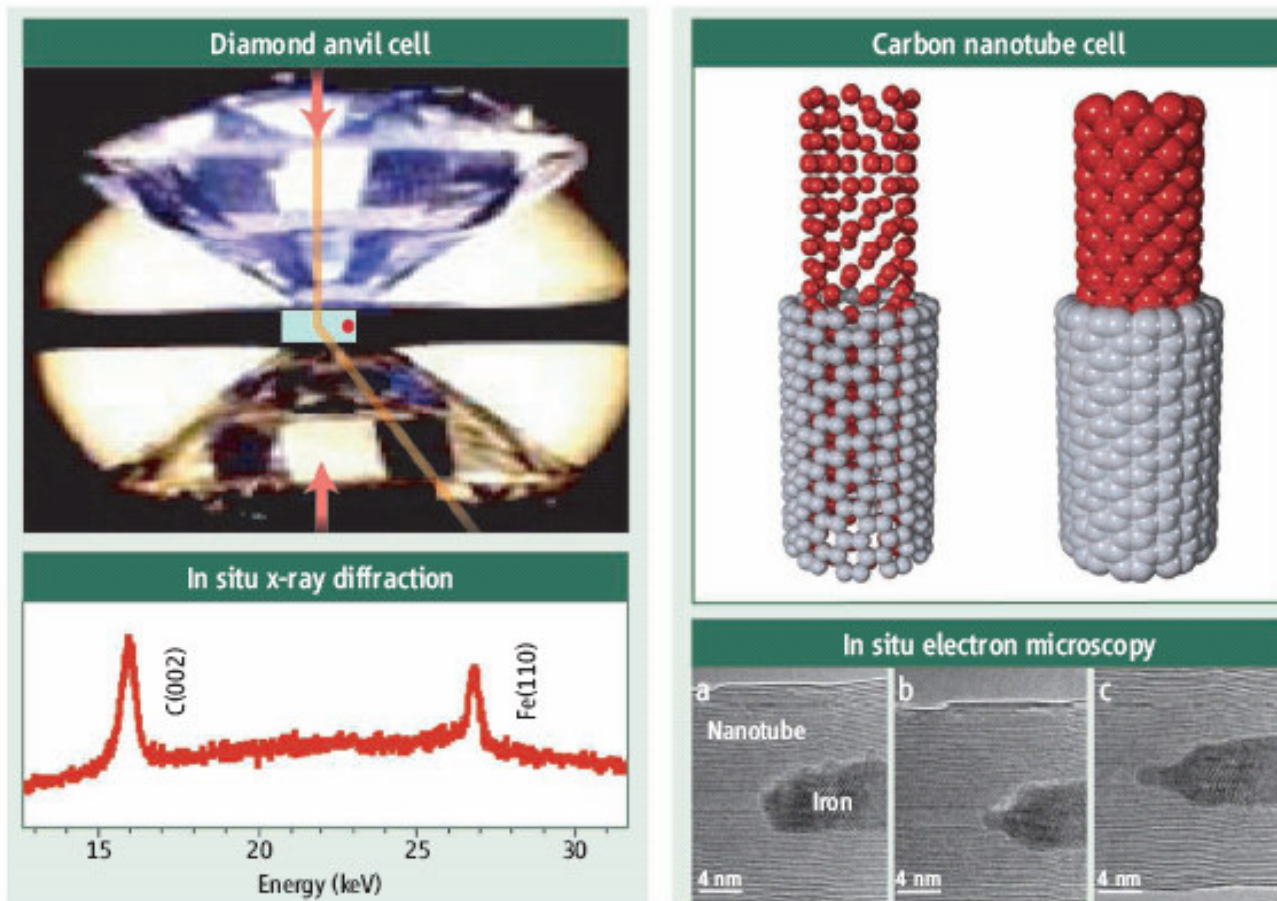 Diamond anvil cell
In situ x-ray diffraction
C(002)
Fe(110)
15 20 25 30
Energy (keV)
Carbon nanotube cell
In situ electron microscopy
a b c
Nanotube
Iron
4 nm 4 nm 4 nm